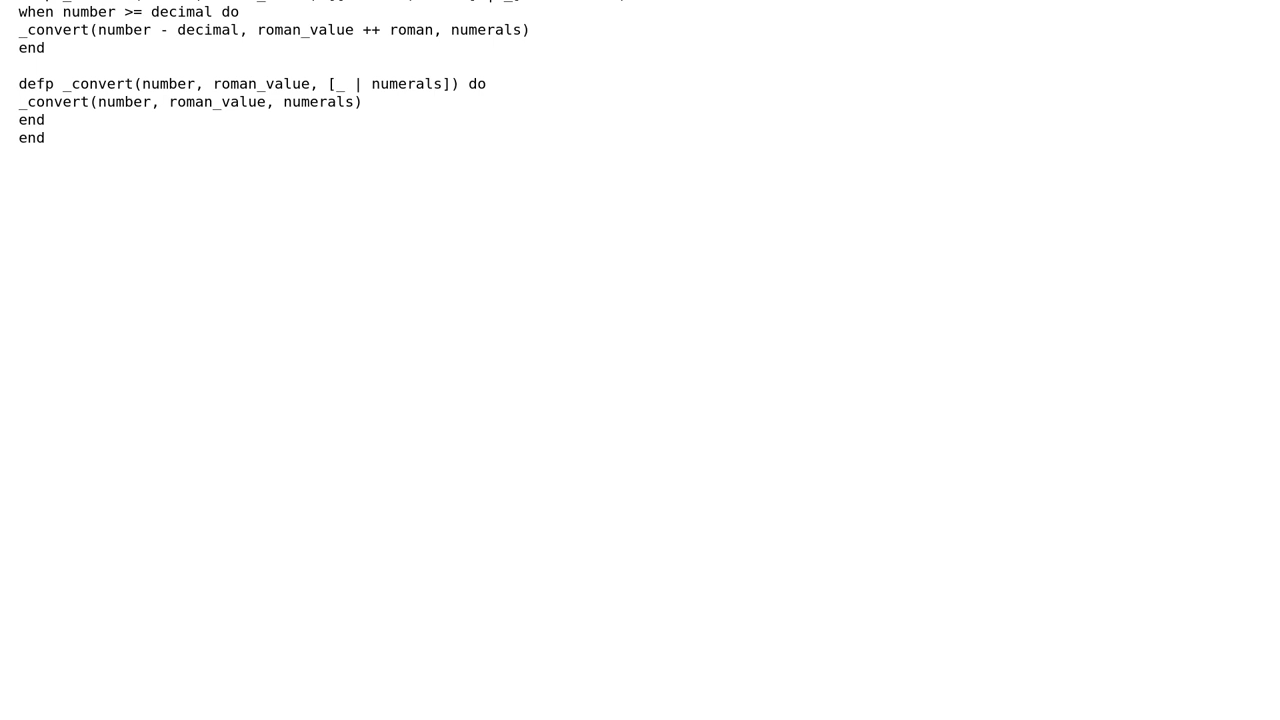 when number >= decimal do
_convert(number - decimal, roman_value ++ roman, numerals)
end

defp _convert(number, roman_value, [_ | numerals]) do
_convert(number, roman_value, numerals)
end
end